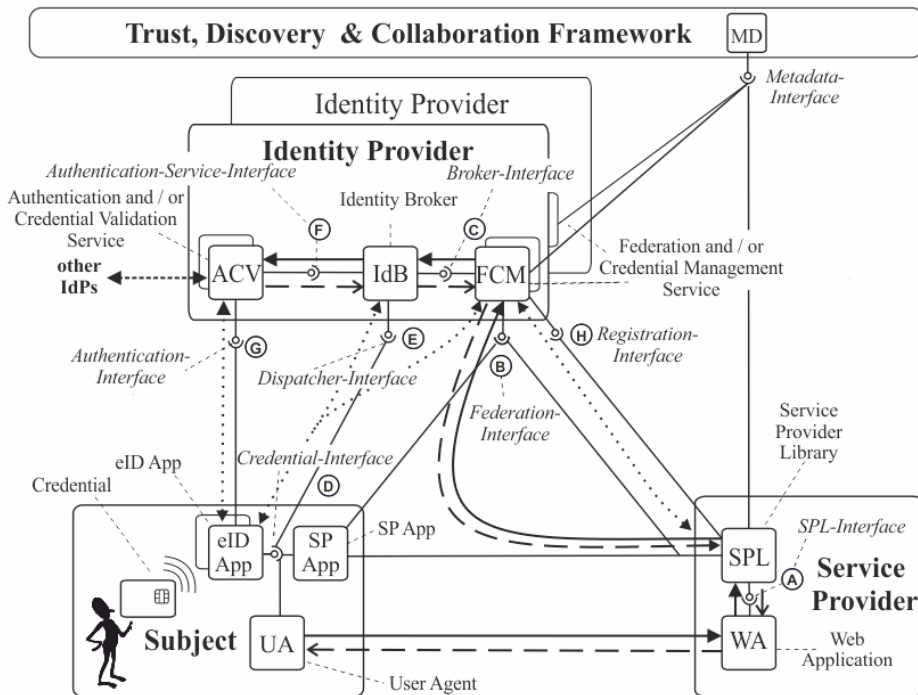 Trust, Discovery & Collaboration Framework
MD
Metadata-
Interface
Identity Provider
Identity Provider
Authentication-Service-Interface
Broker-Interface
Authentication and / or
Credential Validation
Service
Identity Broker
F
C
other
IdPs
ACV
IdB
FCM
Federation and / or
Credential Management
Service
G
E
B
H
Registration-
Interface
Authentication-
Interface
Dispatcher-Interface
Federation-
Interface
eID App
Credential-Interface
Service
Provider
Library
Credential
D
SP App
SPL-Interface
eID
App
SP
App
SPL
A
Service
Provider
Subject
UA
WA
Web
Application
User Agent